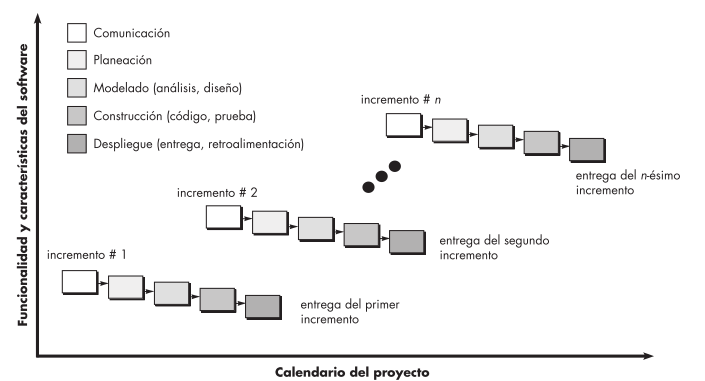 Funcionalidad y características del software
Comunicación
Planeación
Modelado (análisis, diseño)
Construcción (código, prueba)
Despliegue (entrega, retroalimentación)
incremento # n
entrega del n-ésimo
incremento
incremento # 2
entrega del segundo
incremento
incremento # 1
entrega del primer
incremento
Calendario del proyecto